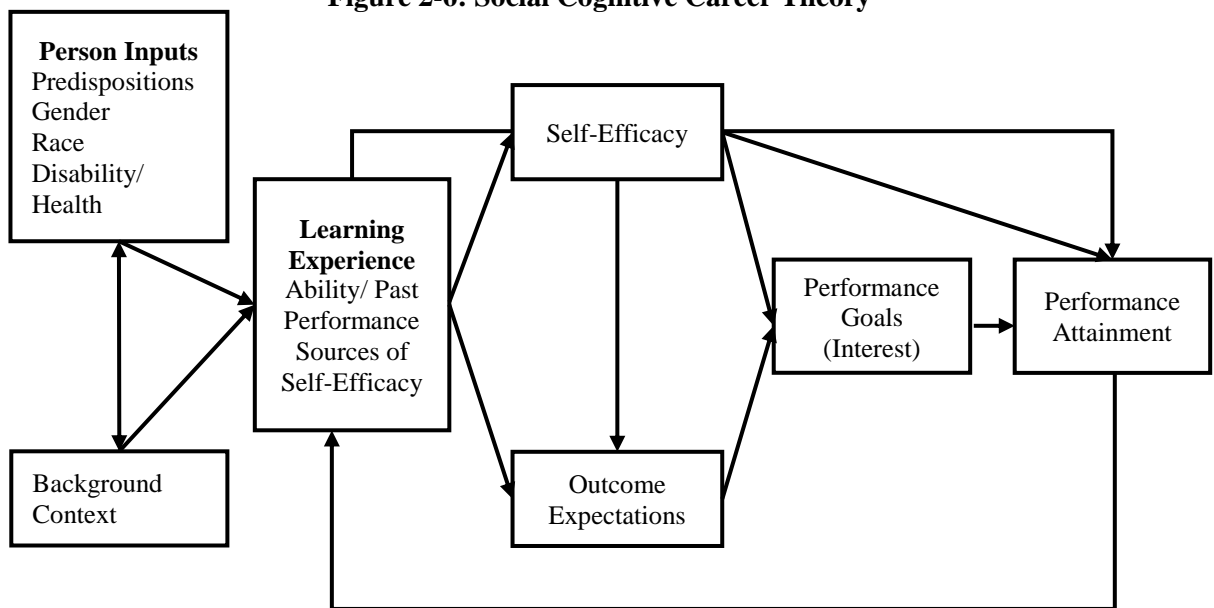 Figure 2-6: Social Cognitive Career Theory
Person Inputs
Predispositions
Gender
Race
Disability/
Health
Background
Context
Learning
Experience
Ability/ Past
Performance
Sources of
Self-Efficacy
Self-Efficacy
Outcome
Expectations
Performance
Goals
(Interest)
Performance
Attainment